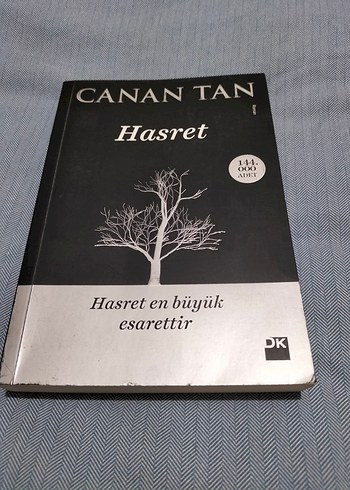 CANAN TAN
Hasret
144.
000
ADET
Hasret en büyük
esarettir
DK